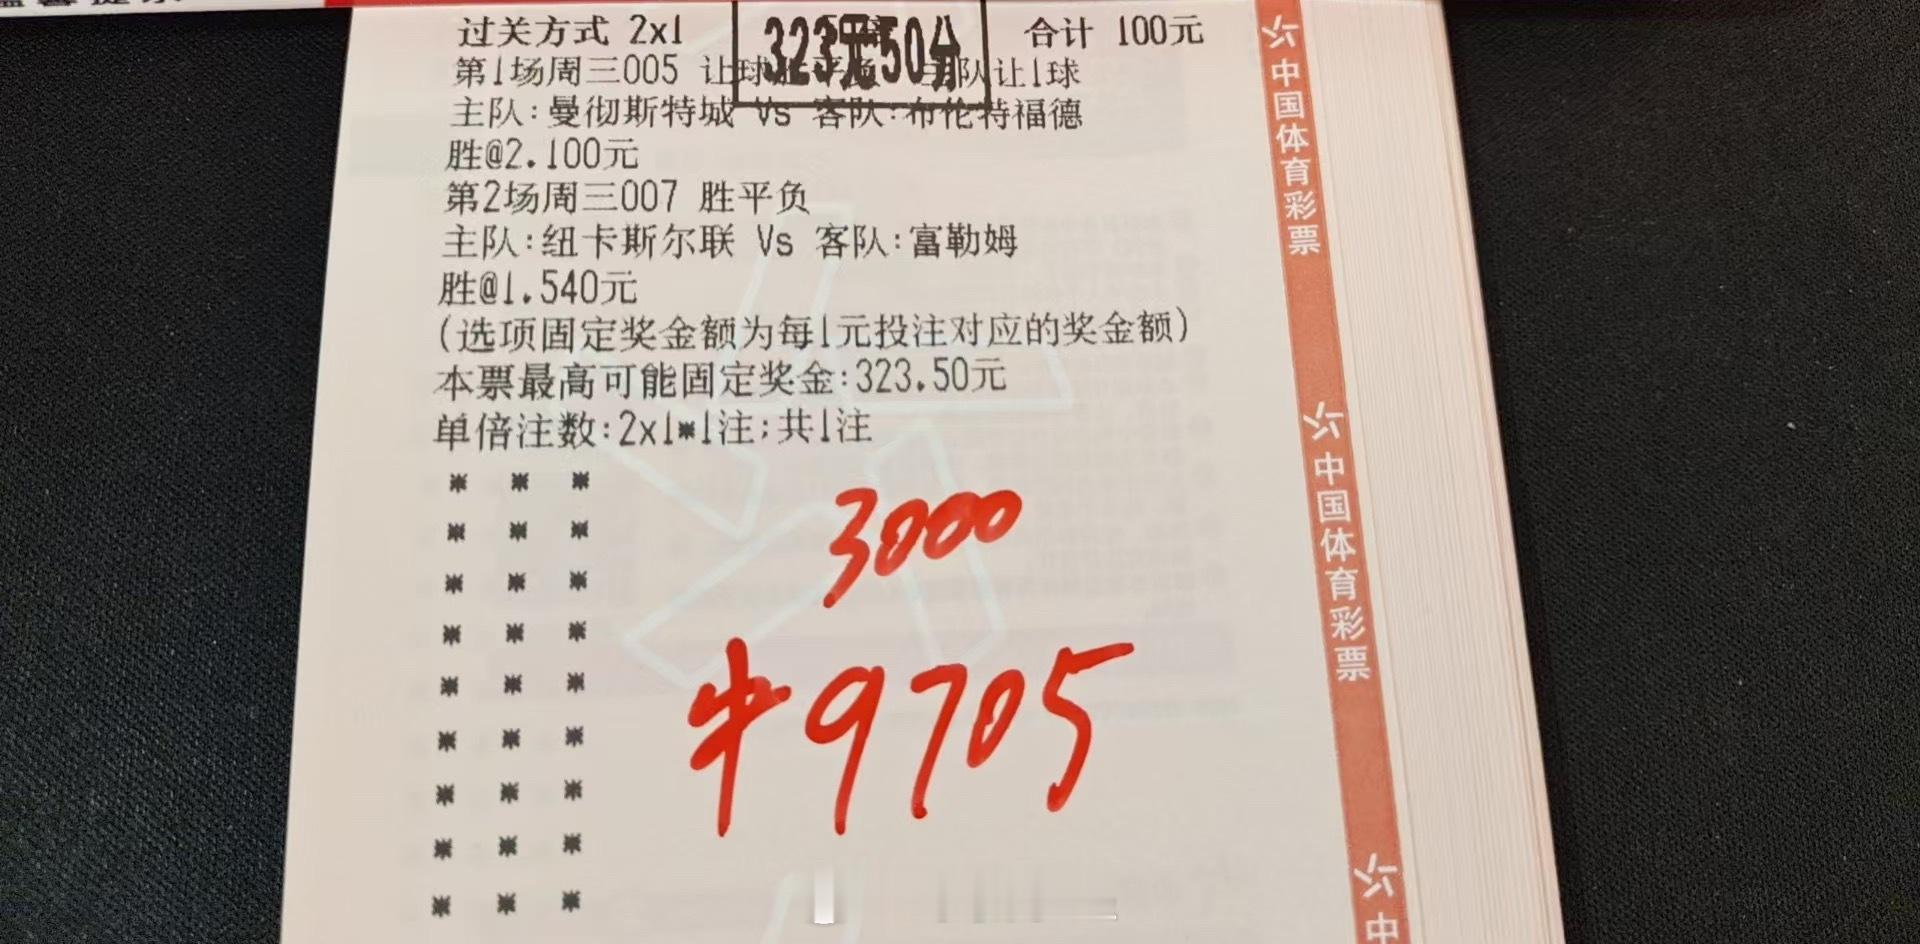 过关方式 2x1 合计 100元
323元50分
第1场周三005 让球 队让1球
主队:曼彻斯特城 Vs 客队:布伦特福德
胜@2.100元
第2场周三007 胜平负
主队:纽卡斯尔联 Vs 客队:富勒姆
胜@1.540元
(选项固定奖金额为每1元投注对应的奖金额)
本票最高可能固定奖金:323.50元
单倍注数:2x1*1注;共1注
* * *
* * *
* * *
* * *
* * *
* * *
* * *
* * *
* * *
3000
中9705
中国体育彩票
中国体育彩票
中